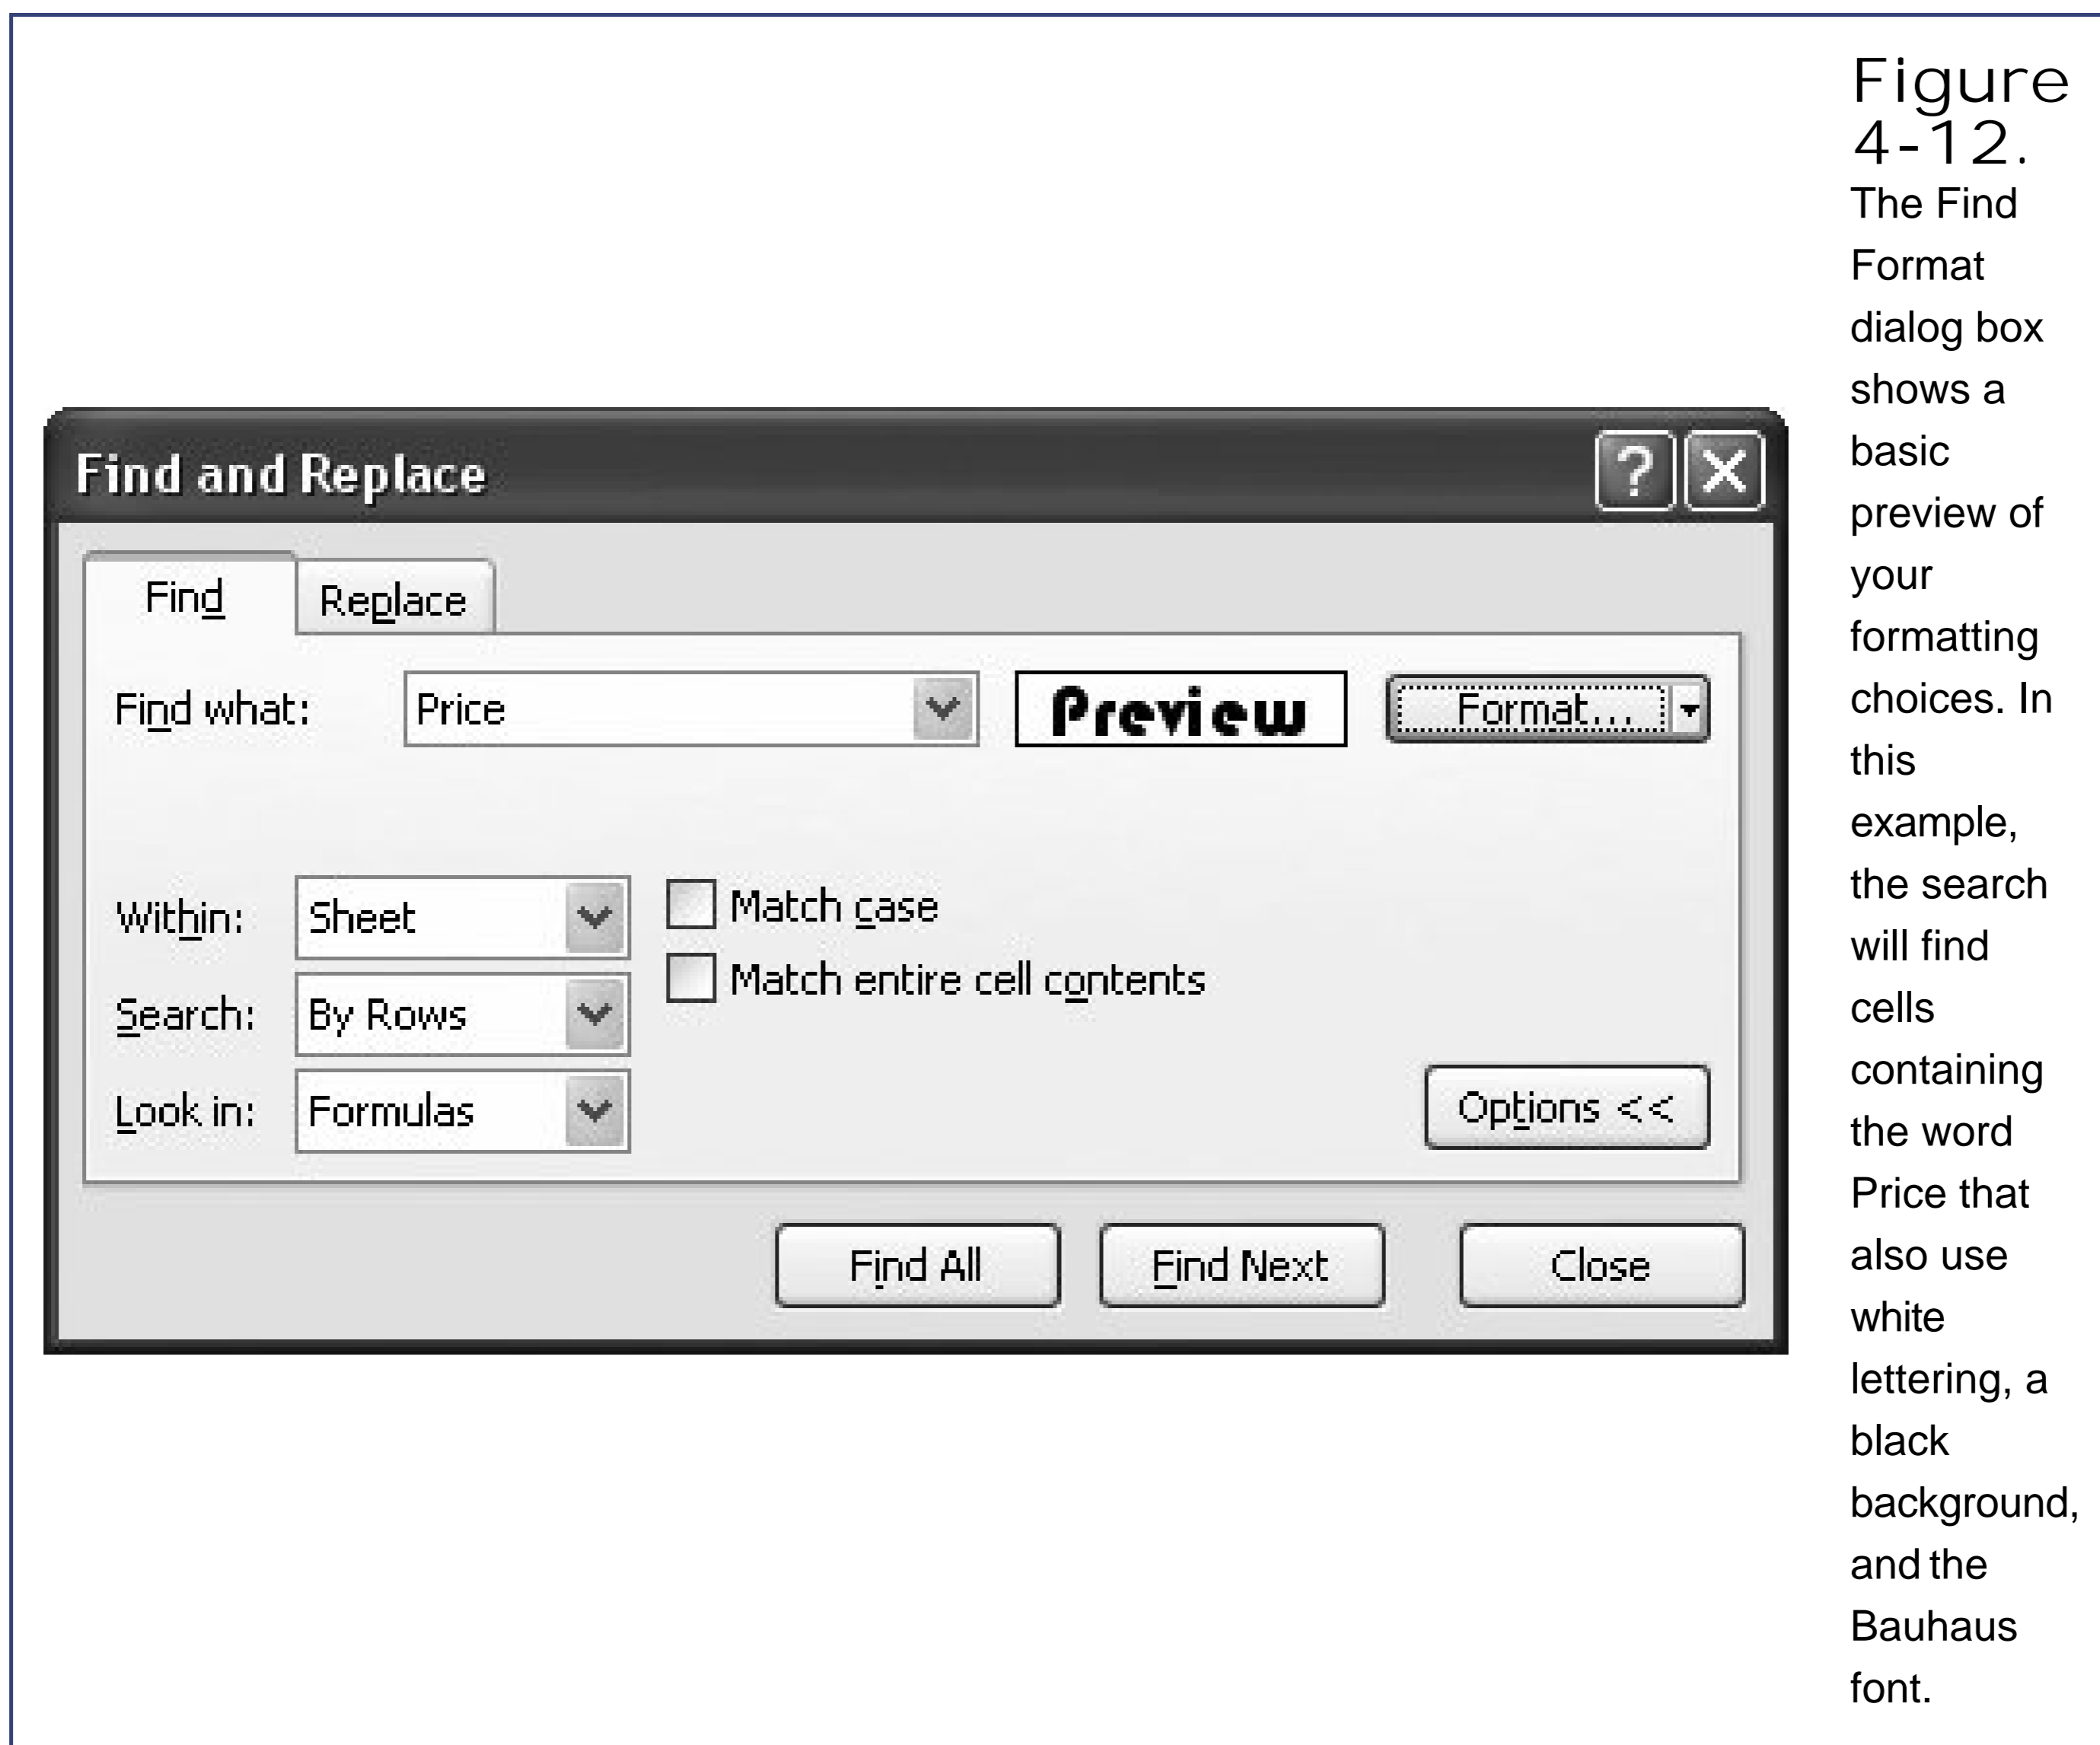 Figure
4-12.
The Find
Format
dialog box
shows a
basic
preview of
your
formatting
choices. In
this
example,
the search
will find
cells
containing
the word
Price that
also use
white
lettering, a
black
background,
and the
Bauhaus
font.
Find and Replace
Find Replace
Find what: Price Preview Format...
Within: Sheet Match case
Match entire cell contents
Search: By Rows
Look in: Formulas Options <<
Find All Find Next Close